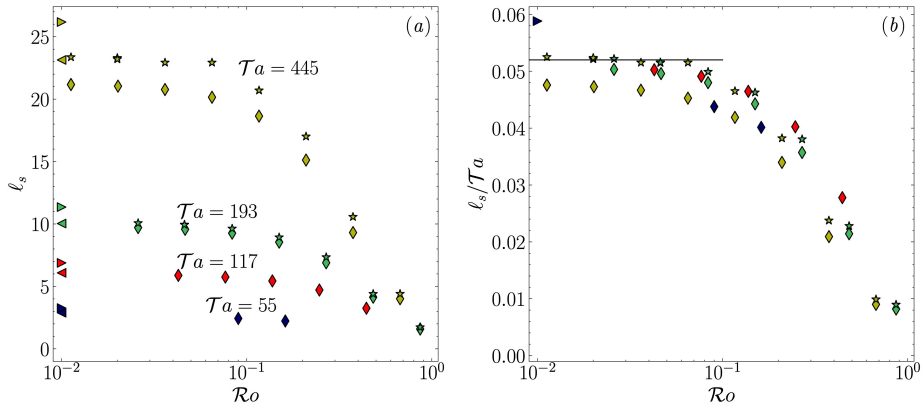 (a)
25
20
15
10
5
0
ℓ_s
𝒯a = 445
𝒯a = 193
𝒯a = 117
𝒯a = 55
10^{-2}
10^{-1}
10^{0}
ℛo
(b)
0.06
0.05
0.04
0.03
0.02
0.01
0.00
ℓ_s/𝒯a
10^{-2}
10^{-1}
10^{0}
ℛo